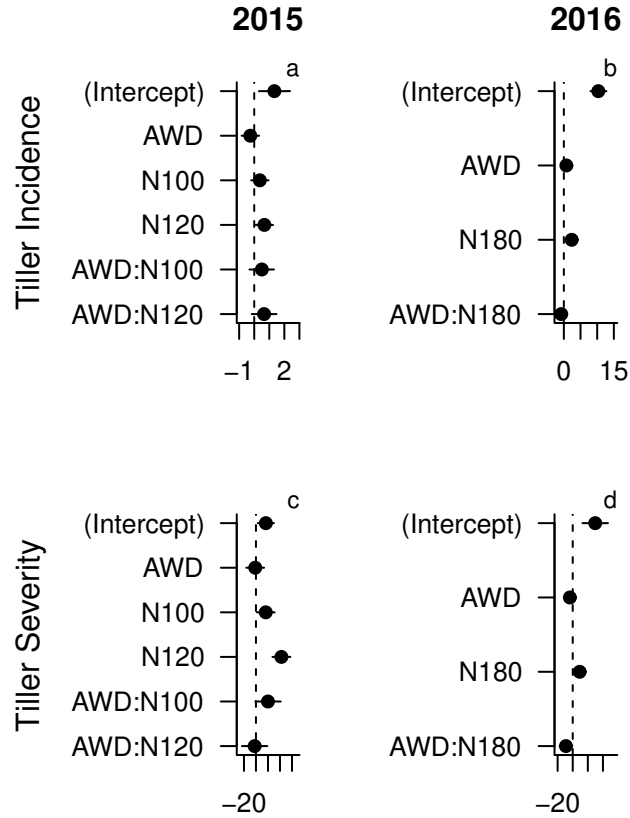 2015 2016
a b
Tiller Incidence
(Intercept)
AWD
N100
N120
AWD:N100
AWD:N120
−1 2
(Intercept)
AWD
N180
AWD:N180
0 15
c d
Tiller Severity
(Intercept)
AWD
N100
N120
AWD:N100
AWD:N120
−20
(Intercept)
AWD
N180
AWD:N180
−20